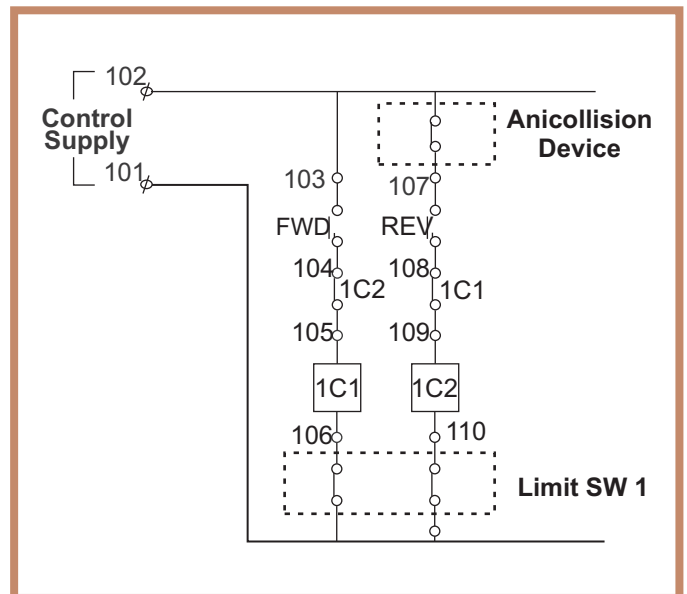 102
Control
Supply
101
Anicollision
Device
103
107
FWD
REV
104
108
1C2
1C1
105
109
1C1
1C2
106
110
Limit SW 1